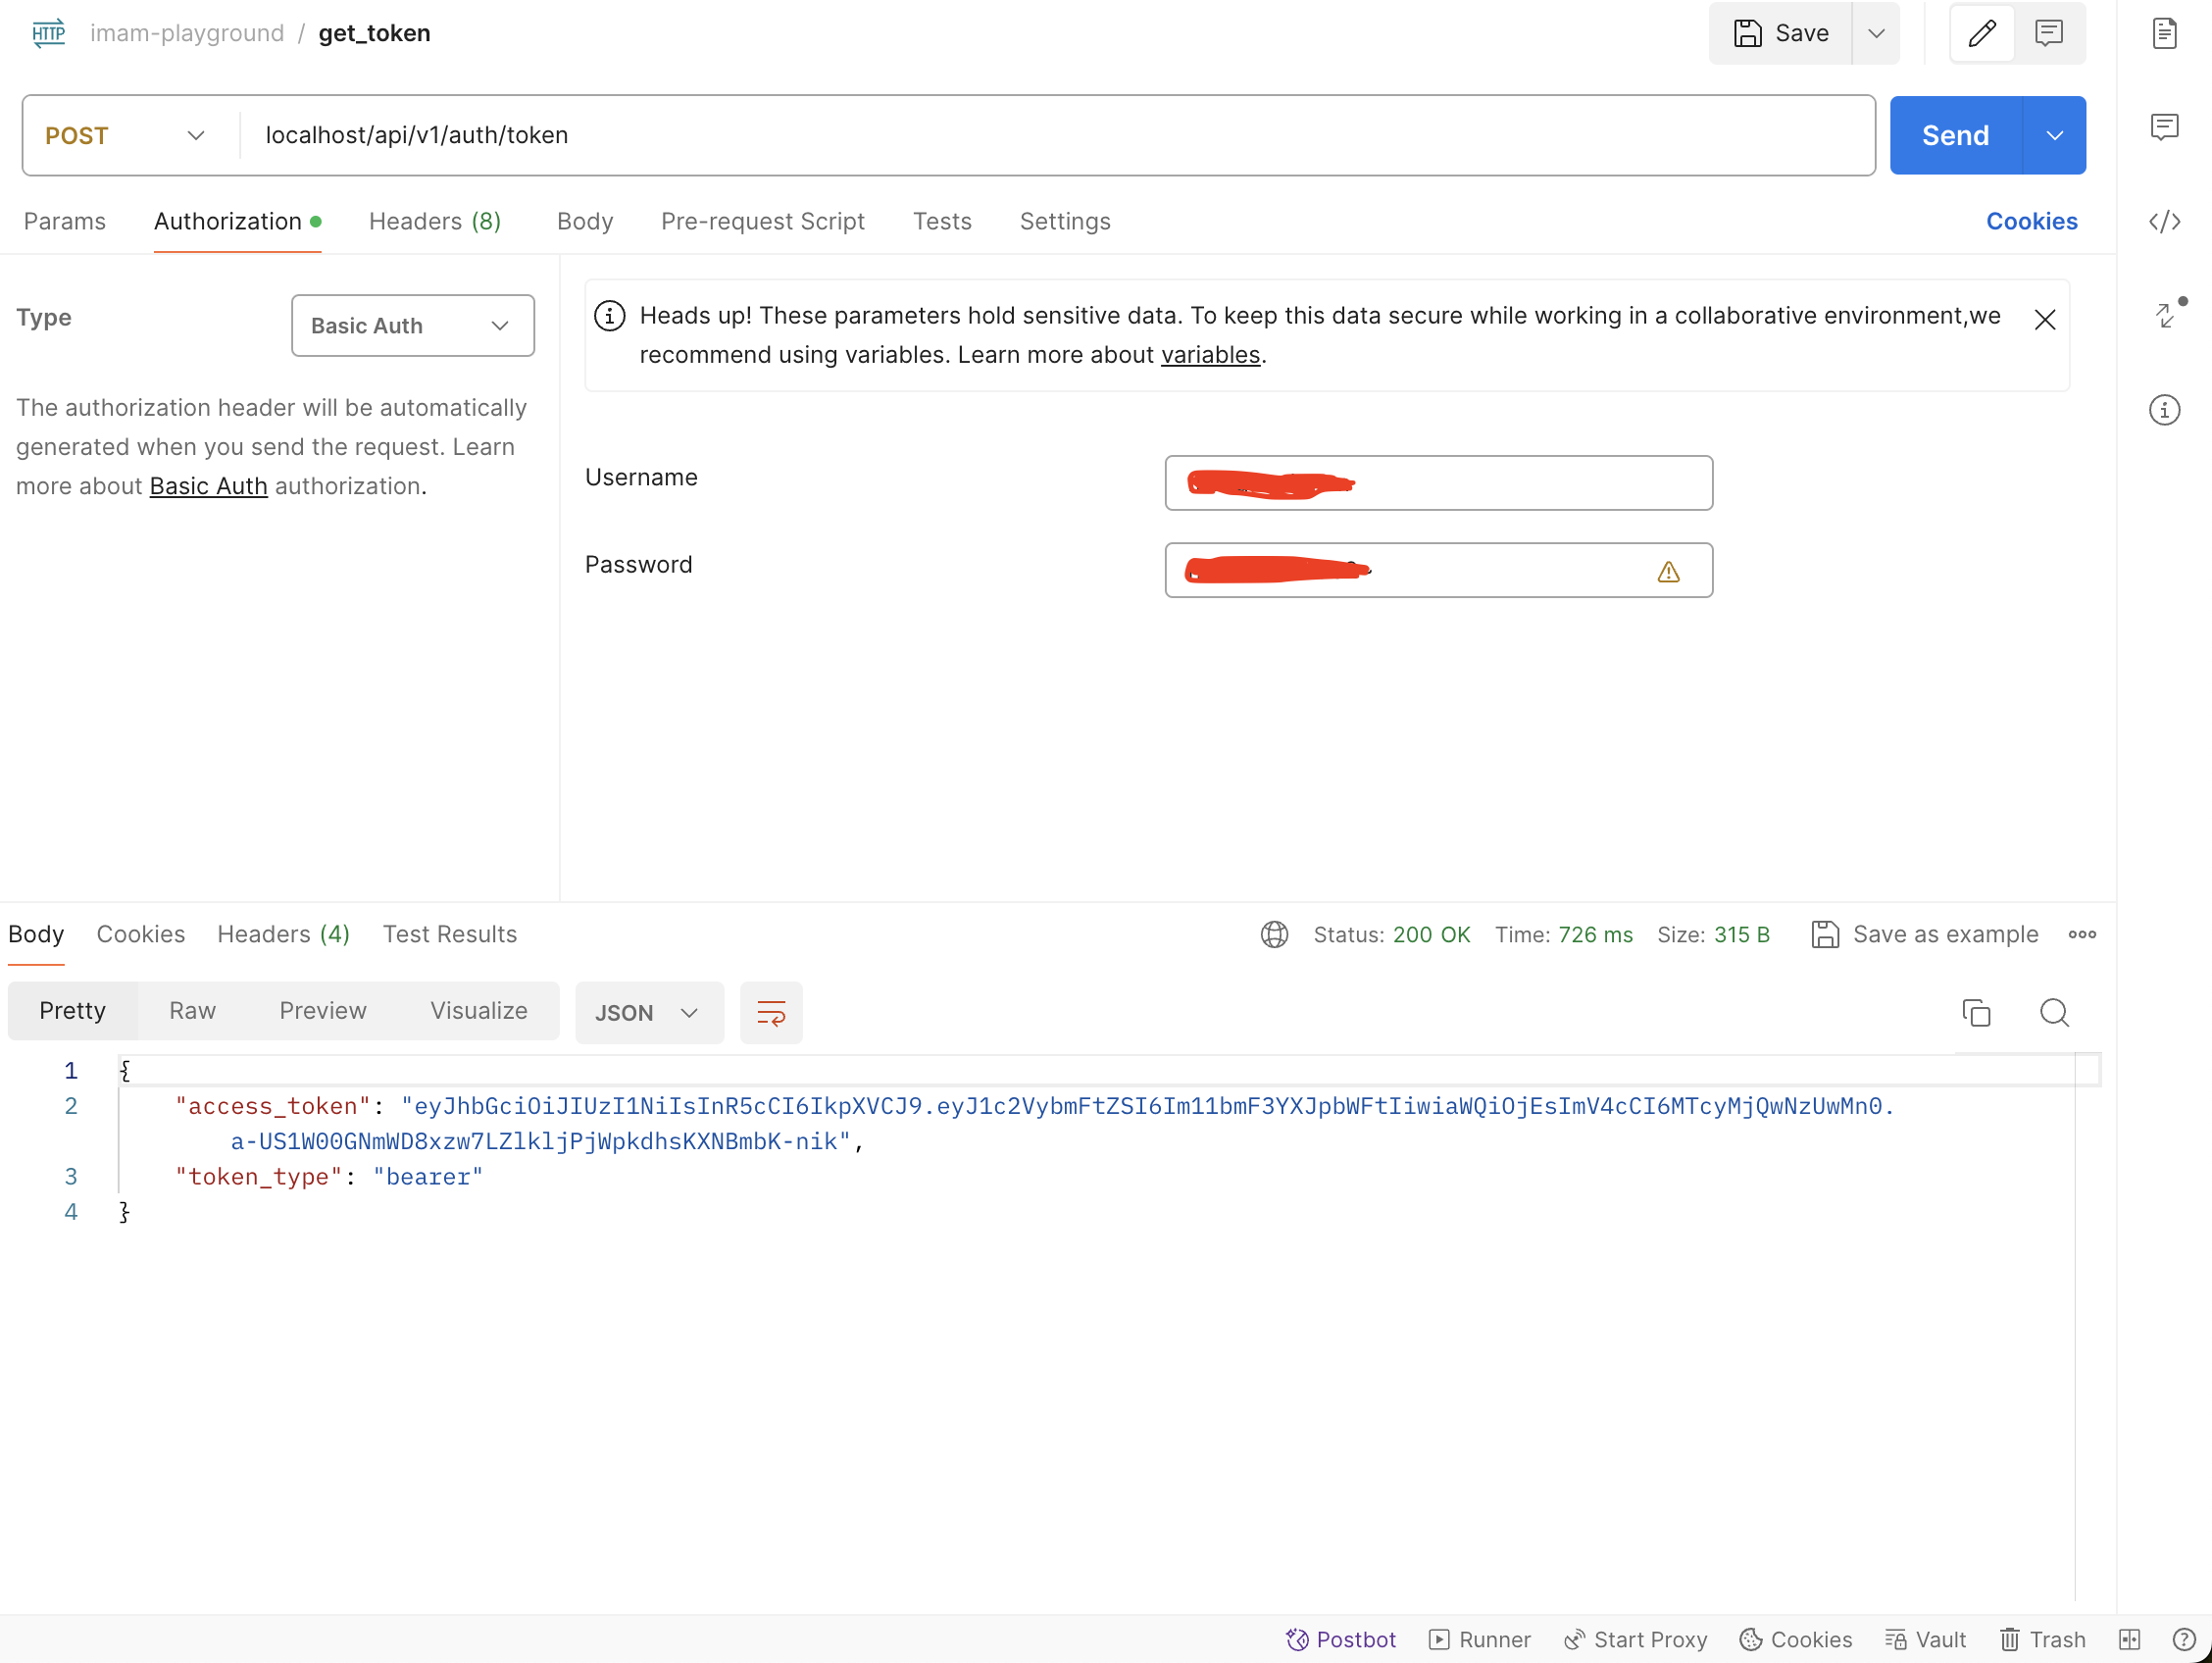 HTTP imam-playground / get_token Save
POST localhost/api/v1/auth/token Send
Params Authorization Headers (8) Body Pre-request Script Tests Settings Cookies
Type Basic Auth
The authorization header will be automatically
generated when you send the request. Learn
more about Basic Auth authorization.
Heads up! These parameters hold sensitive data. To keep this data secure while working in a collaborative environment,we
recommend using variables. Learn more about variables.
Username
Password
Body Cookies Headers (4) Test Results Status: 200 OK Time: 726 ms Size: 315 B Save as example
Pretty Raw Preview Visualize JSON
1 {
2 "access_token": "eyJhbGciOiJIUzI1NiIsInR5cCI6IkpXVCJ9.eyJ1c2VybmFtZSI6Im11bmF3YXJpbWFtIiwiaWQiOjEsImV4cCI6MTcyMjQwNzUwMn0.
a-US1W00GNmWD8xzw7LZlkljPjWpkdhsKXNBmbK-nik",
3 "token_type": "bearer"
4 }
Postbot Runner Start Proxy Cookies Vault Trash